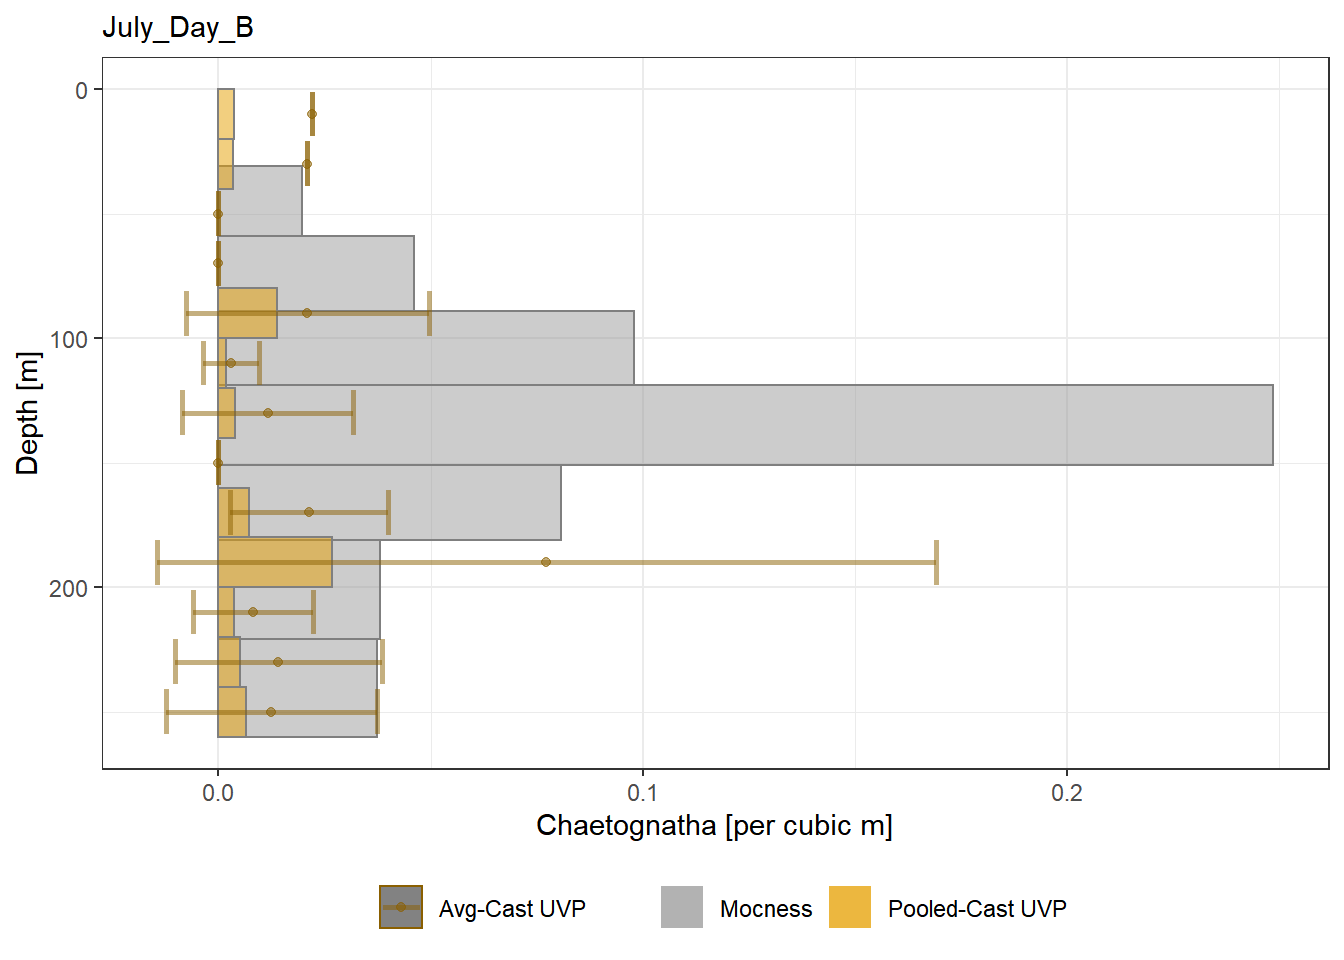 July_Day_B
0
100
200
Depth [m]
0.0 0.1 0.2
Chaetognatha [per cubic m]
Avg-Cast UVP Mocness Pooled-Cast UVP